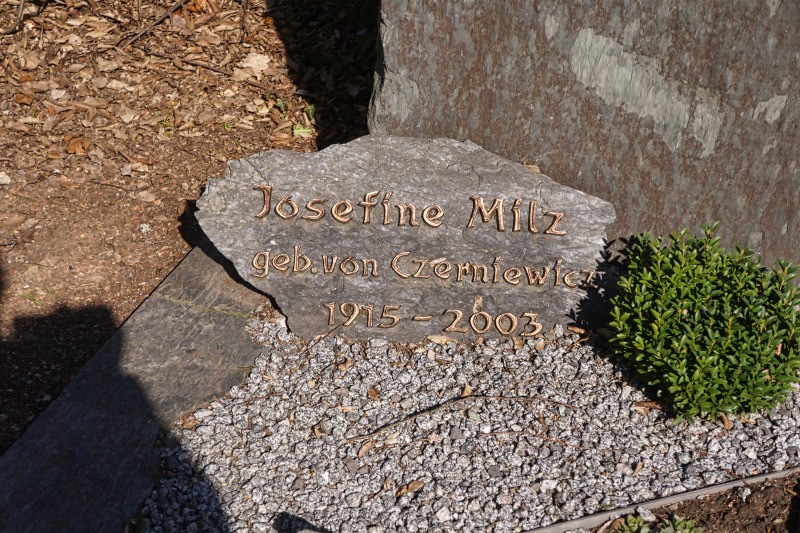 Josefine Milz
geb. von Czerniewicz
1915 - 2003